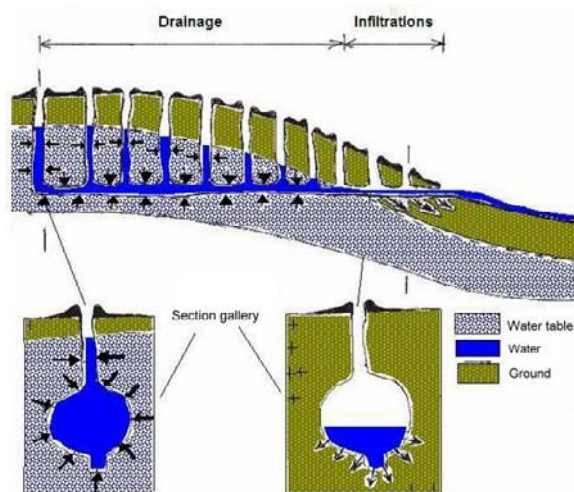 Drainage
Infiltrations
Section gallery
Water table
Water
Ground